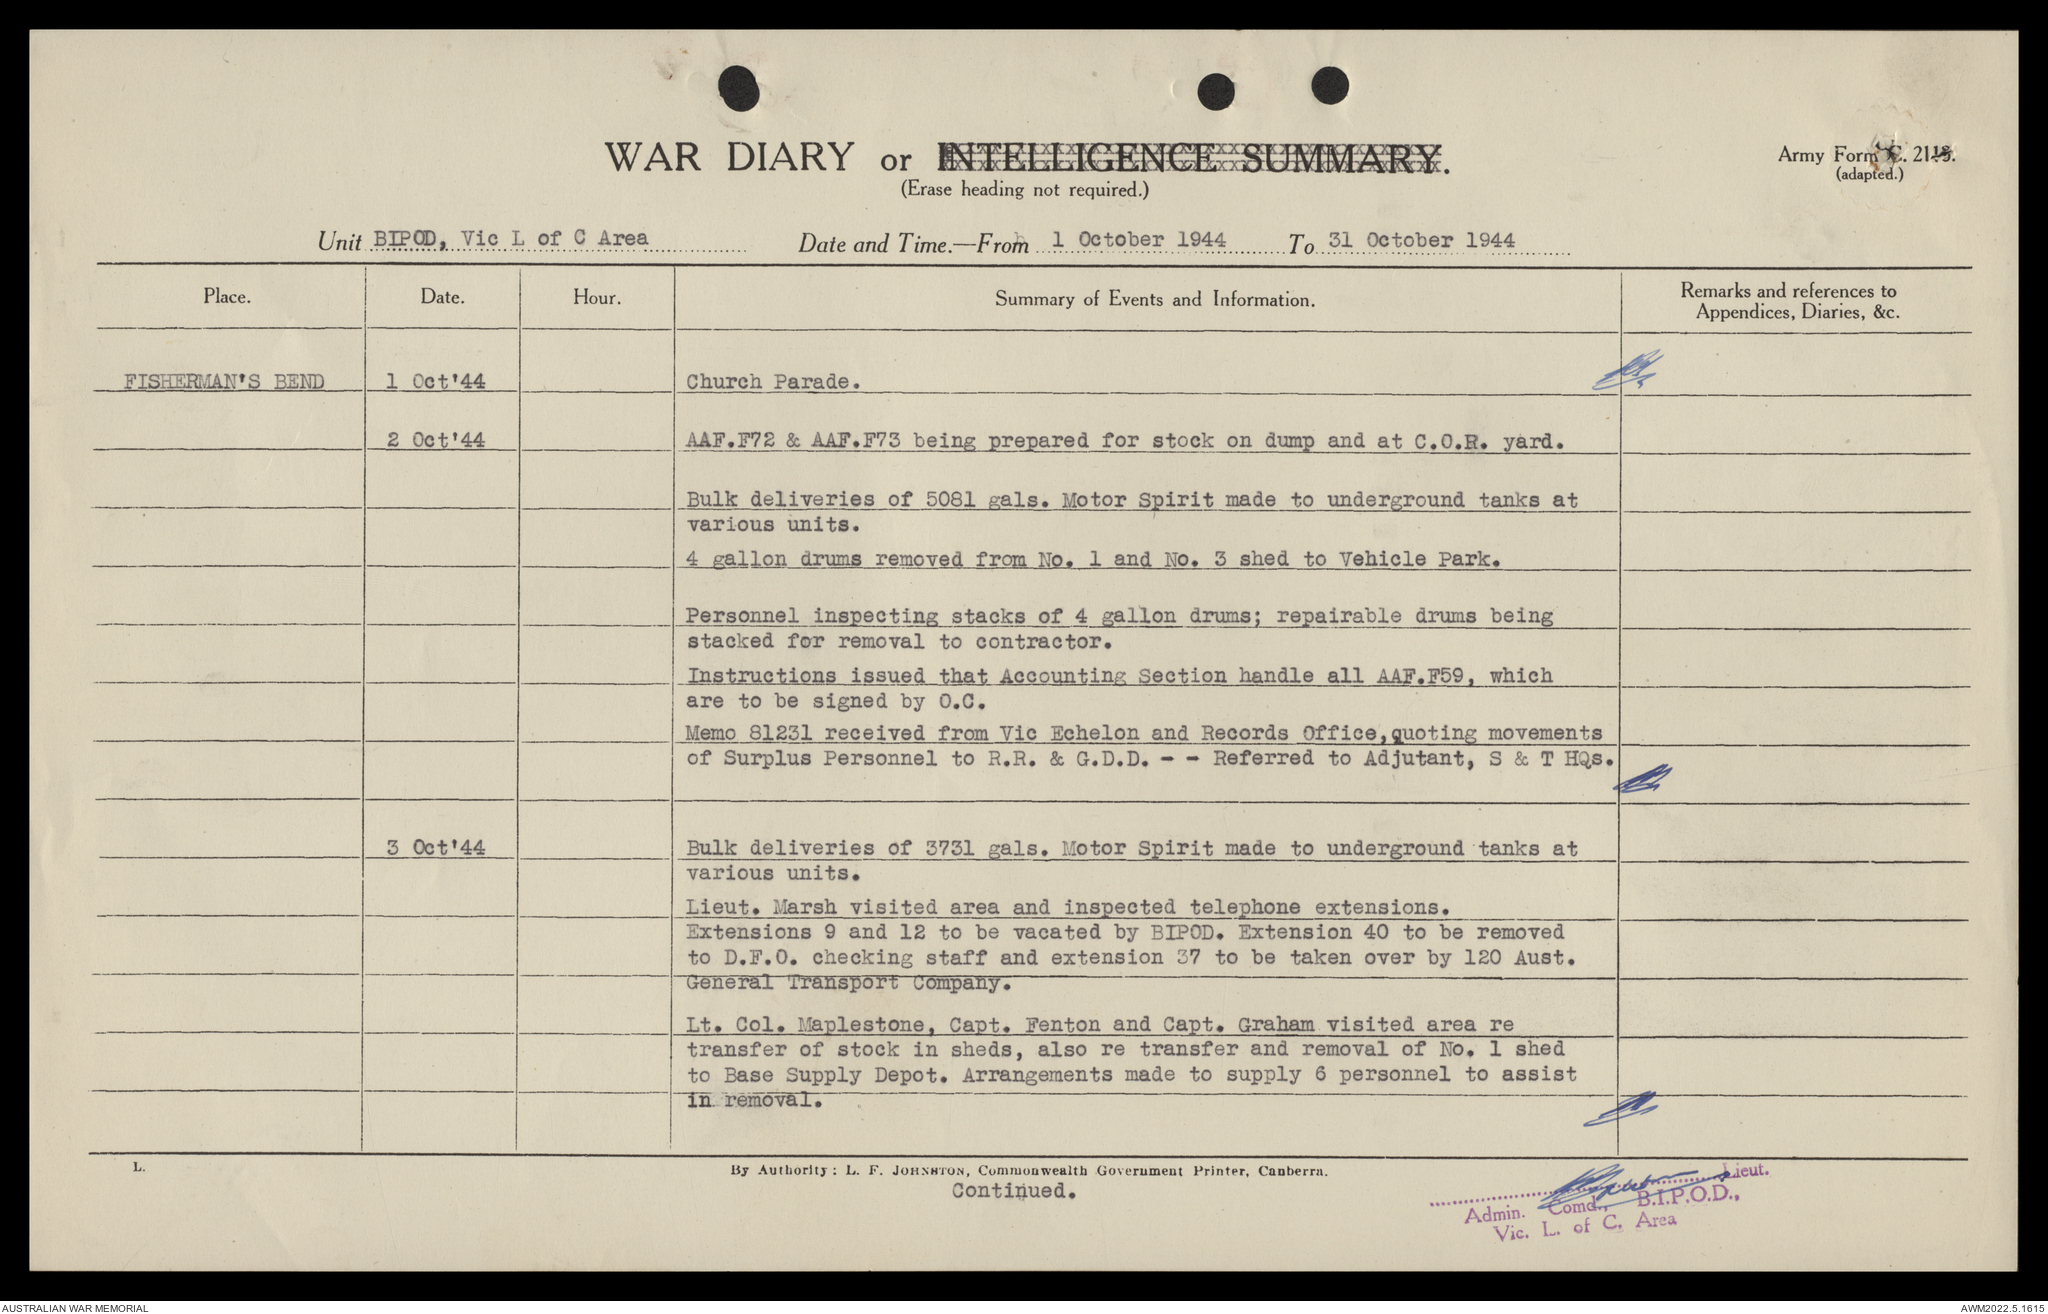 WAR DIARY or INTELLIGENCE SUMMARY.
(Erase heading not required.)
Army Form C. 2118.
(adapted.)
Unit BIPOD, Vic L of C Area Date and Time.—From 1 October 1944 To 31 October 1944
Place. Date. Hour. Summary of Events and Information. Remarks and references to
Appendices, Diaries, &c.
FISHERMAN'S BEND 1 Oct'44 Church Parade.
2 Oct'44 AAF.F72 & AAF.F73 being prepared for stock on dump and at C.O.R. yard.
Bulk deliveries of 5081 gals. Motor Spirit made to underground tanks at
various units.
4 gallon drums removed from No. 1 and No. 3 shed to Vehicle Park.
Personnel inspecting stacks of 4 gallon drums; repairable drums being
stacked for removal to contractor.
Instructions issued that Accounting Section handle all AAF.F59, which
are to be signed by O.C.
Memo 81231 received from Vic Echelon and Records Office,quoting movements
of Surplus Personnel to R.R. & G.D.D. - - Referred to Adjutant, S & T HQs.
3 Oct'44 Bulk deliveries of 3731 gals. Motor Spirit made to underground tanks at
various units.
Lieut. Marsh visited area and inspected telephone extensions.
Extensions 9 and 12 to be vacated by BIPOD. Extension 40 to be removed
to D.F.O. checking staff and extension 37 to be taken over by 120 Aust.
General Transport Company.
Lt. Col. Maplestone, Capt. Fenton and Capt. Graham visited area re
transfer of stock in sheds, also re transfer and removal of No. 1 shed
to Base Supply Depot. Arrangements made to supply 6 personnel to assist
in removal.
L. By Authority: L. F. JOHNSTON, Commonwealth Government Printer, Canberra.
Continued.
Lieut.
Admin. Comd., B.I.P.O.D.,
Vic. L. of C. Area
AUSTRALIAN WAR MEMORIAL AWM2022.5.1615